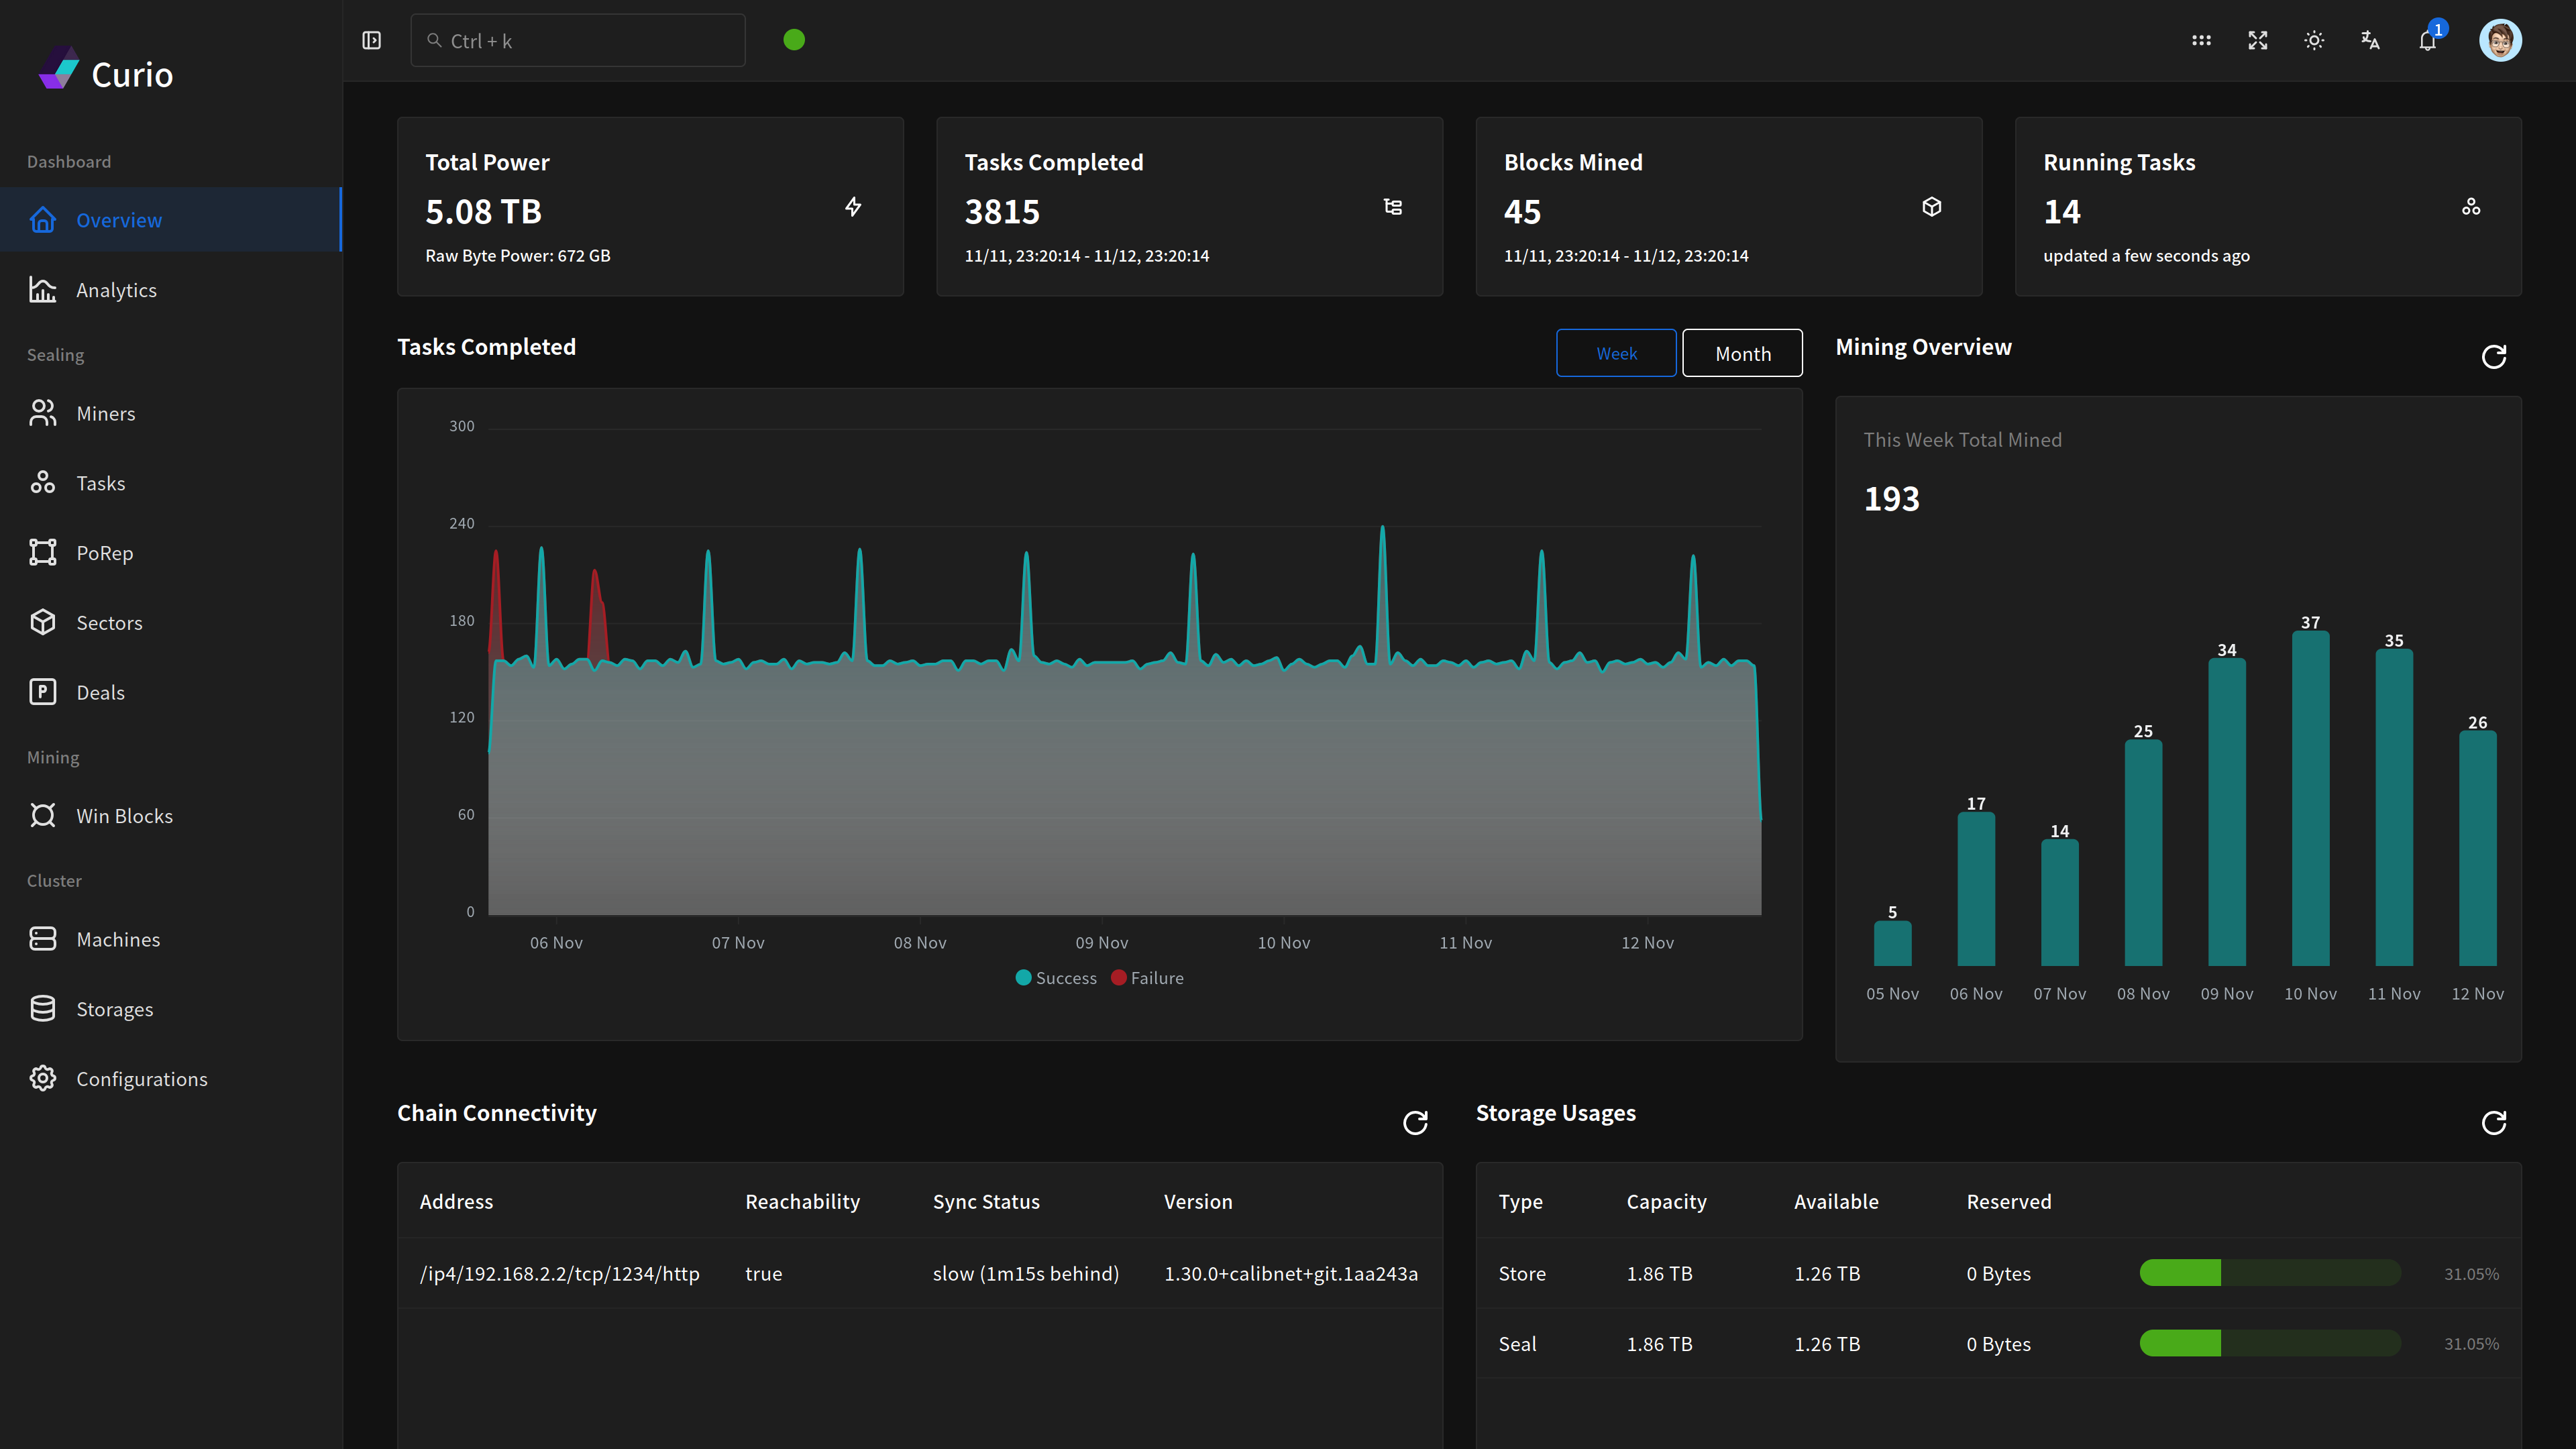 Curio
Dashboard
Overview
Analytics
Sealing
Miners
Tasks
PoRep
Sectors
P
Deals
Mining
Win Blocks
Cluster
Machines
Storages
Configurations
Ctrl + k
1
Total Power
5.08 TB
Raw Byte Power: 672 GB
Tasks Completed
3815
11/11, 23:20:14 - 11/12, 23:20:14
Blocks Mined
45
11/11, 23:20:14 - 11/12, 23:20:14
Running Tasks
14
updated a few seconds ago
Tasks Completed
Week
Month
300
240
180
120
60
0
06 Nov 07 Nov 08 Nov 09 Nov 10 Nov 11 Nov 12 Nov
Success Failure
Mining Overview
This Week Total Mined
193
5 17 14 25 34 37 35 26
05 Nov 06 Nov 07 Nov 08 Nov 09 Nov 10 Nov 11 Nov 12 Nov
Chain Connectivity
Address Reachability Sync Status Version
/ip4/192.168.2.2/tcp/1234/http true slow (1m15s behind) 1.30.0+calibnet+git.1aa243a
Storage Usages
Type Capacity Available Reserved
Store 1.86 TB 1.26 TB 0 Bytes 31.05%
Seal 1.86 TB 1.26 TB 0 Bytes 31.05%